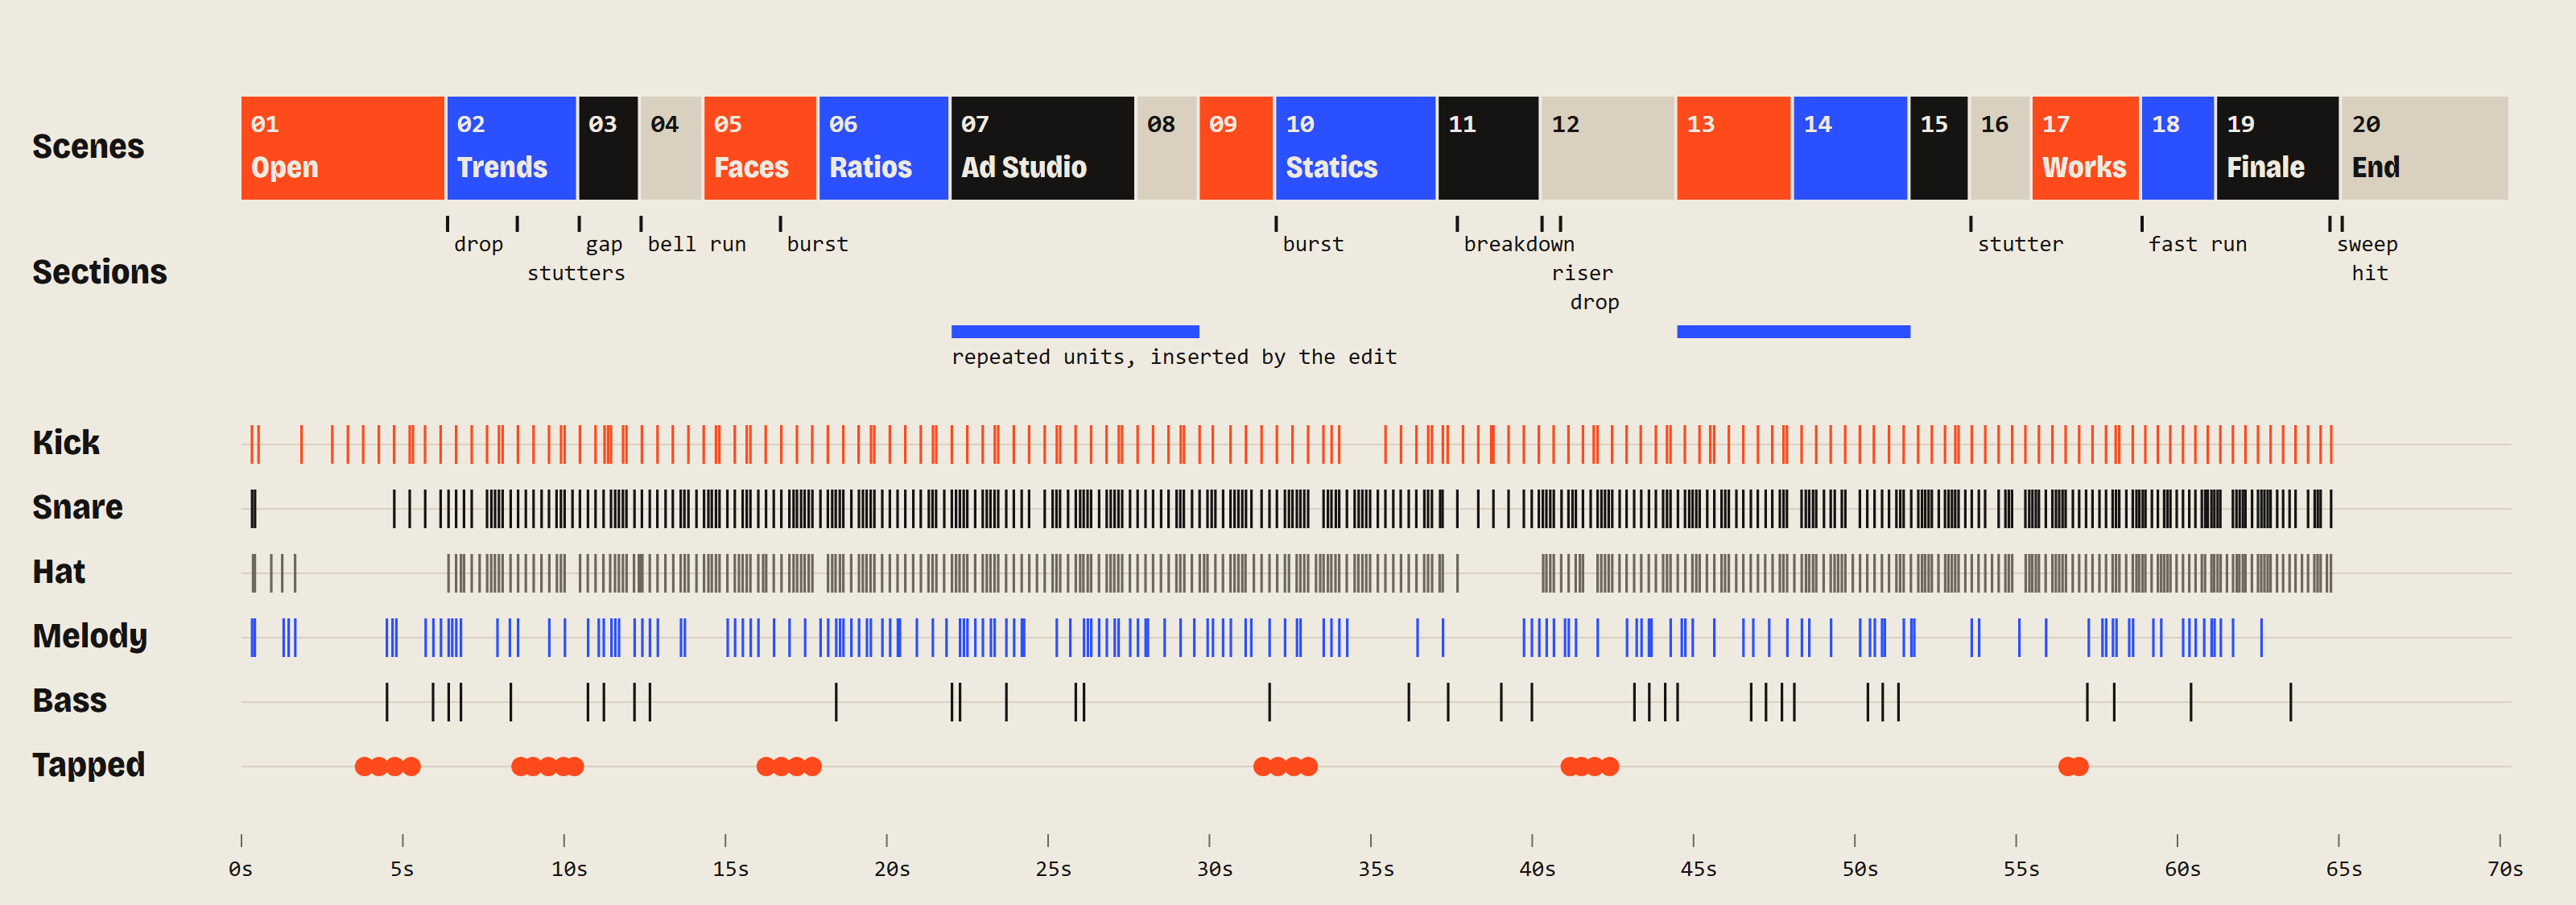 Scenes
01 02 03 04 05 06 07 08 09 10 11 12 13 14 15 16 17 18 19 20
Open Trends Faces Ratios Ad Studio Statics Works Finale End
Sections
drop gap bell run burst burst breakdown stutter fast run sweep
stutters riser hit
drop
repeated units, inserted by the edit
Kick
Snare
Hat
Melody
Bass
Tapped
0s 5s 10s 15s 20s 25s 30s 35s 40s 45s 50s 55s 60s 65s 70s